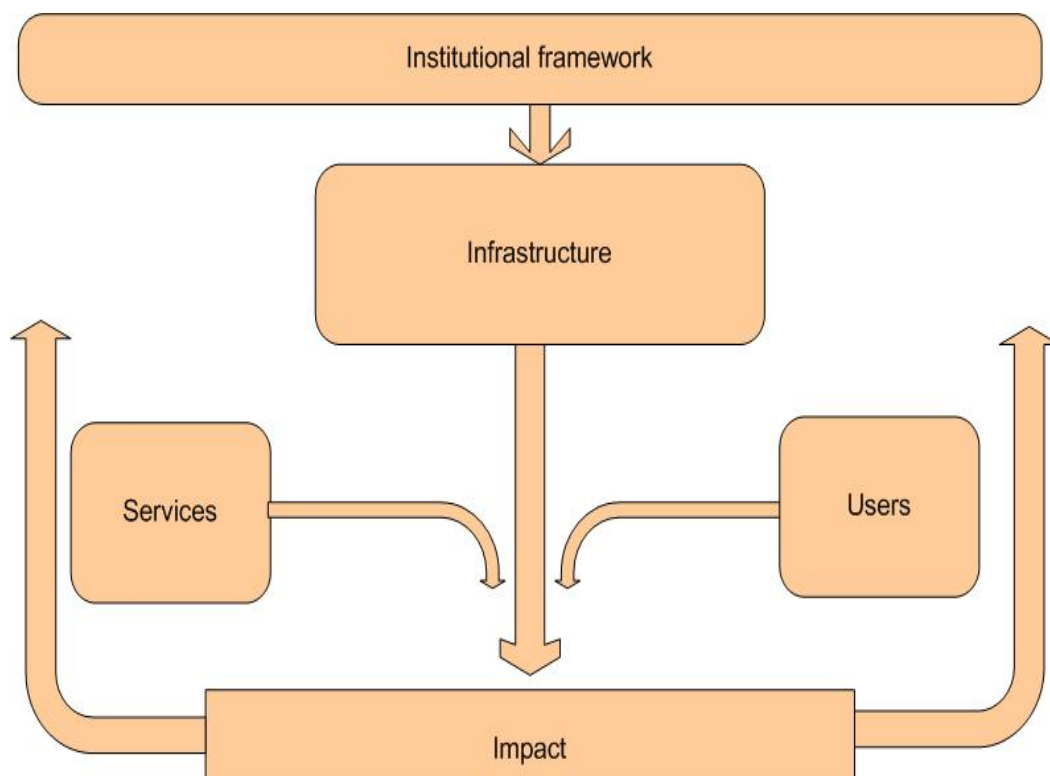 Institutional framework
Infrastructure
Services
Users
Impact